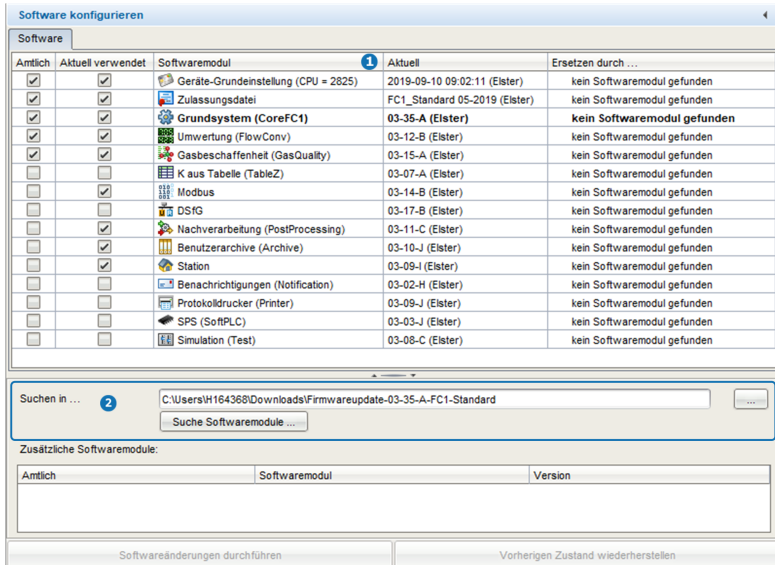 Software konfigurieren
Software
Amtlich Aktuell verwendet Softwaremodul 1 Aktuell Ersetzen durch ...
Geräte-Grundeinstellung (CPU = 2825) 2019-09-10 09:02:11 (Elster) kein Softwaremodul gefunden
Zulassungsdatei FC1_Standard 05-2019 (Elster) kein Softwaremodul gefunden
Grundsystem (CoreFC1) 03-35-A (Elster) kein Softwaremodul gefunden
Umwertung (FlowConv) 03-12-B (Elster) kein Softwaremodul gefunden
Gasbeschaffenheit (GasQuality) 03-15-A (Elster) kein Softwaremodul gefunden
K aus Tabelle (TableZ) 03-07-A (Elster) kein Softwaremodul gefunden
Modbus 03-14-B (Elster) kein Softwaremodul gefunden
DSfG 03-17-B (Elster) kein Softwaremodul gefunden
Nachverarbeitung (PostProcessing) 03-11-C (Elster) kein Softwaremodul gefunden
Benutzerarchive (Archive) 03-10-J (Elster) kein Softwaremodul gefunden
Station 03-09-I (Elster) kein Softwaremodul gefunden
Benachrichtigungen (Notification) 03-02-H (Elster) kein Softwaremodul gefunden
Protokolldrucker (Printer) 03-09-J (Elster) kein Softwaremodul gefunden
SPS (SoftPLC) 03-03-J (Elster) kein Softwaremodul gefunden
Simulation (Test) 03-08-C (Elster) kein Softwaremodul gefunden
Suchen in ... 2 C:\Users\H164368\Downloads\Firmwareupdate-03-35-A-FC1-Standard ...
Suche Softwaremodule ...
Zusätzliche Softwaremodule:
Amtlich Softwaremodul Version
Softwareänderungen durchführen Vorherigen Zustand wiederherstellen